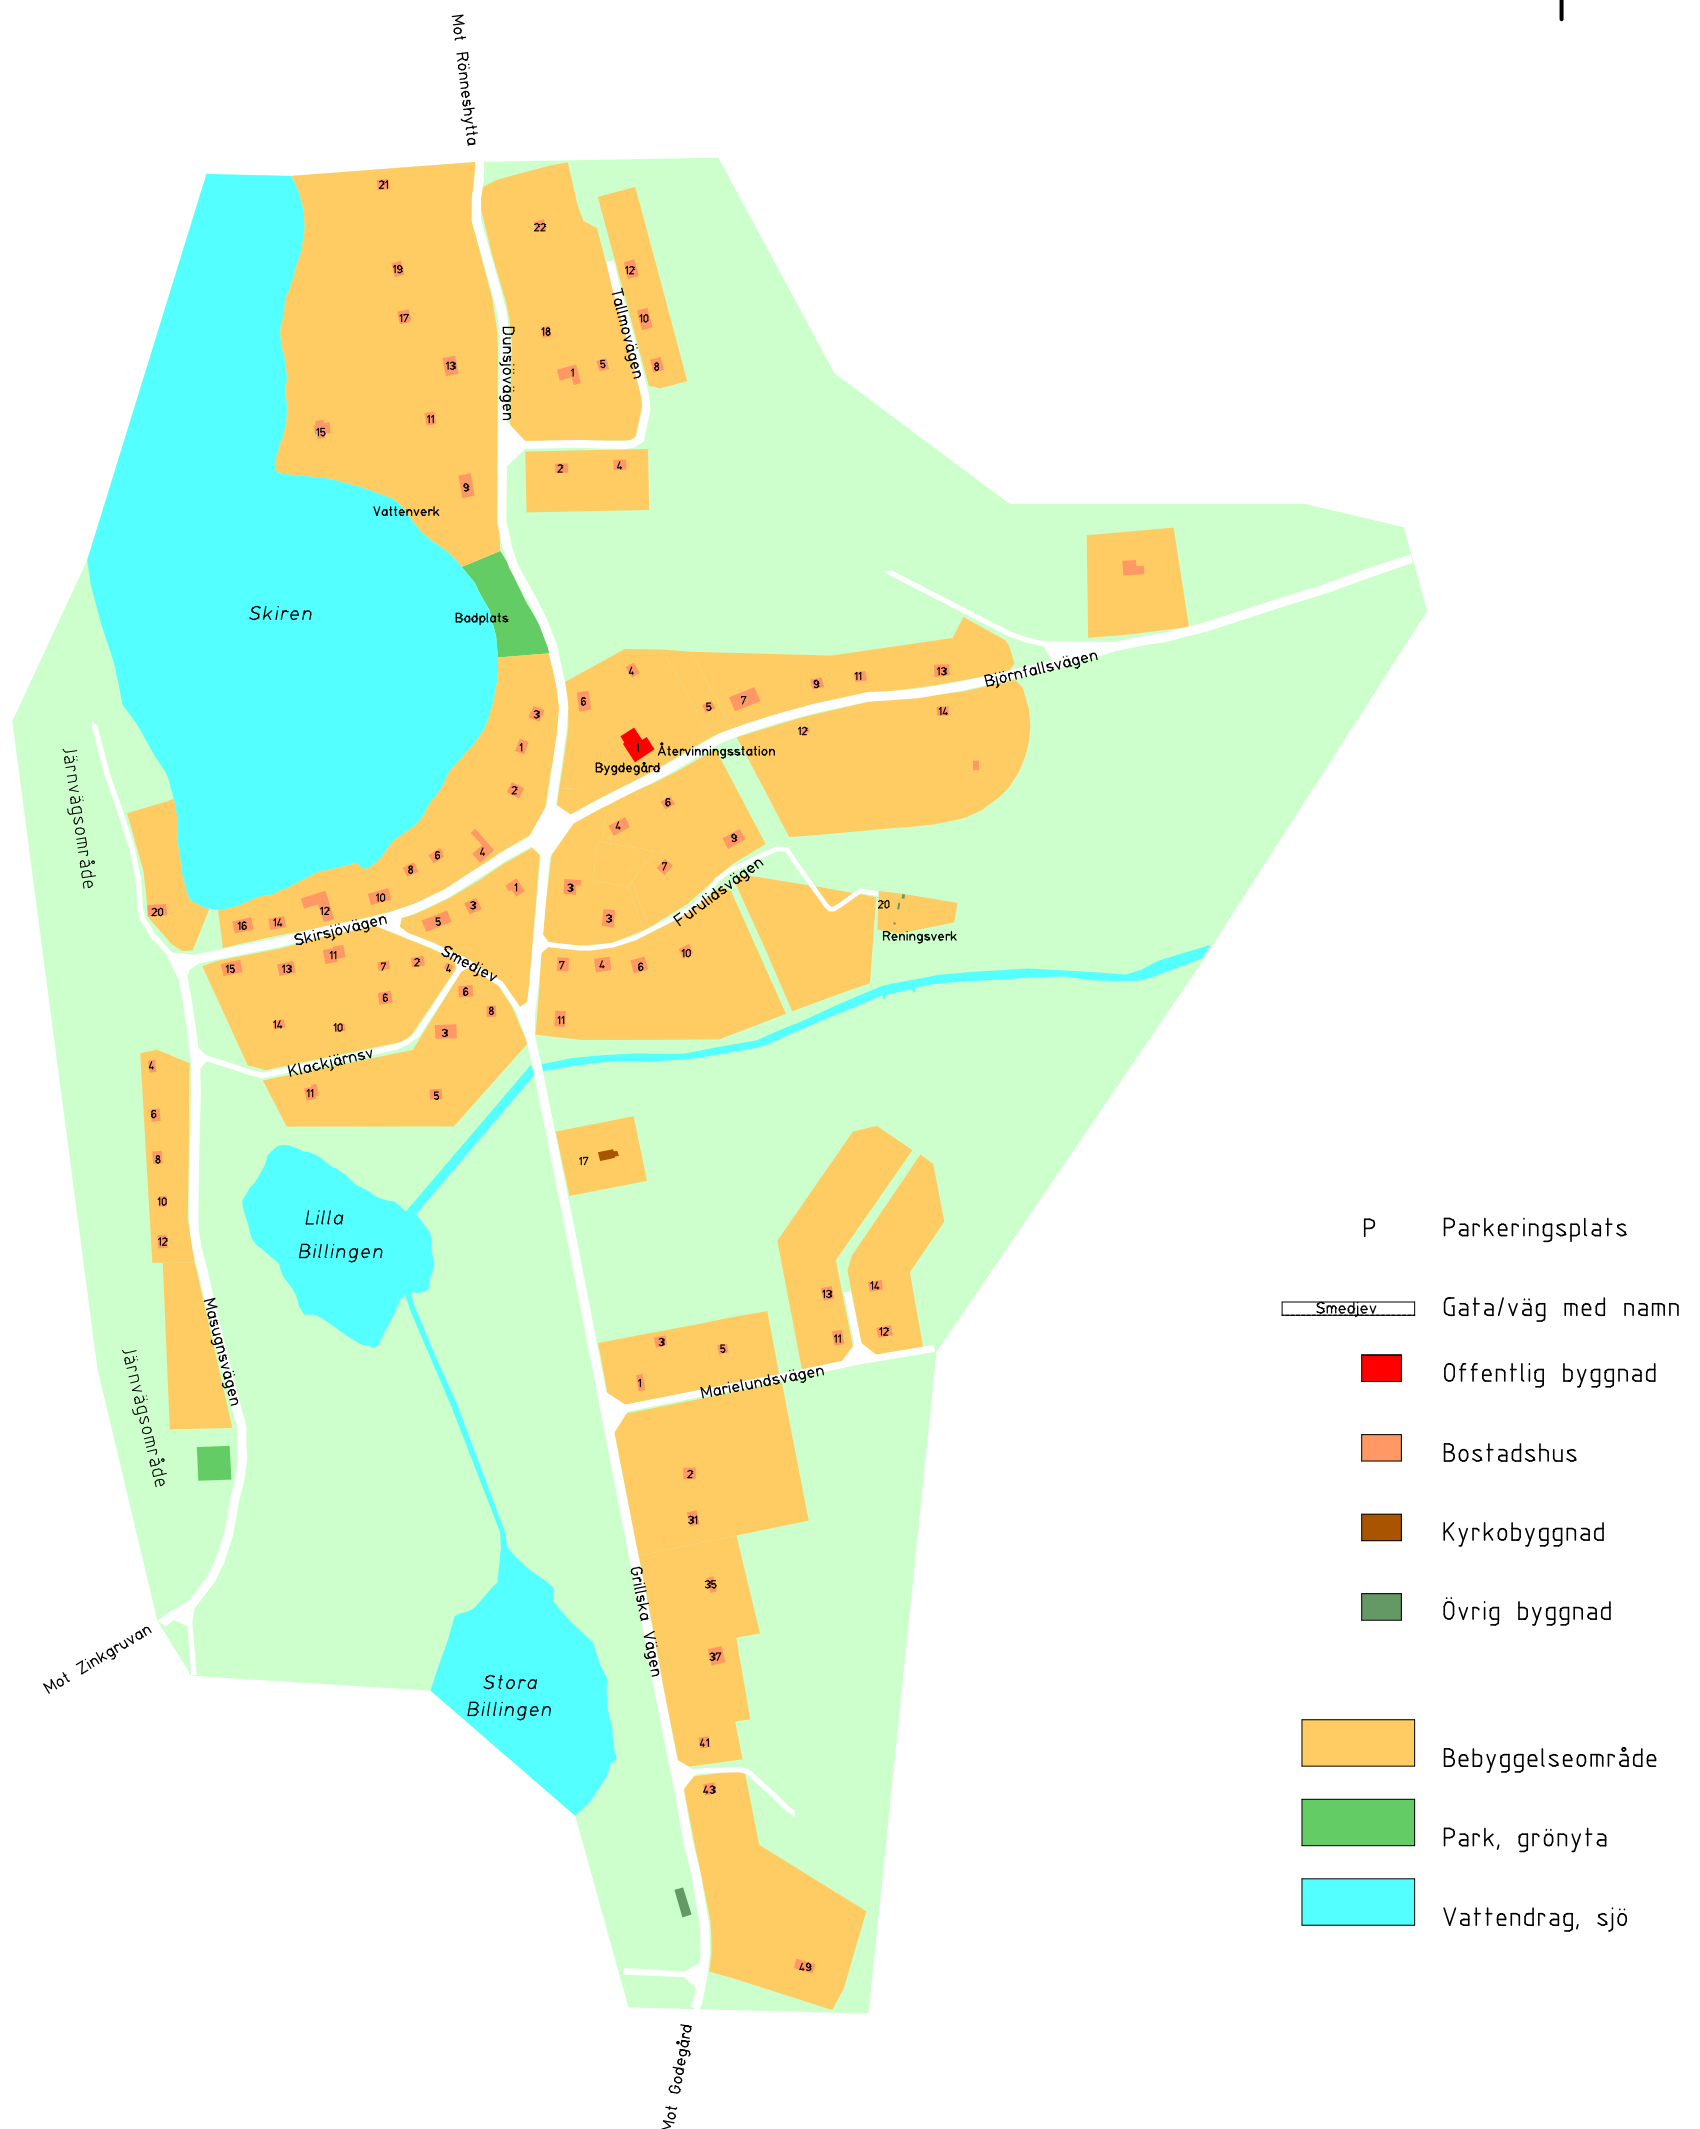 Mot Rönneshytta
21
22
19
12
17
10
18
13
5
8
1
Dunsjövägen
Tallmovägen
11
15
2
4
9
Vattenverk
Skiren
Badplats
4
6
5
7
9
11
13
Björnfallsvägen
3
14
12
1
1
Återvinningsstation
Bygdegård
Järnvägsområde
2
6
4
9
4
6
8
7
1
3
10
3
12
5
3
Furulidsvägen
20
20
16
14
Skirsjövägen
Reningsverk
11
10
15
13
7
2
4
Smedjev
7
4
6
6
6
8
11
14
10
3
Klackjärnsv
4
11
5
6
8
17
10
12
Lilla
Billingen
P Parkeringsplats
13
14
Smedjev Gata/väg med namn
11
12
3
5
1
Marielundsvägen
Masugnsvägen
Järnvägsområde
Offentlig byggnad
Bostadshus
2
31
Kyrkobyggnad
35
Grillska Vägen
Övrig byggnad
Mot Zinkgruvan
37
Stora
Billingen
41
Bebyggelseområde
43
Park, grönyta
Vattendrag, sjö
49
Mot Godegård